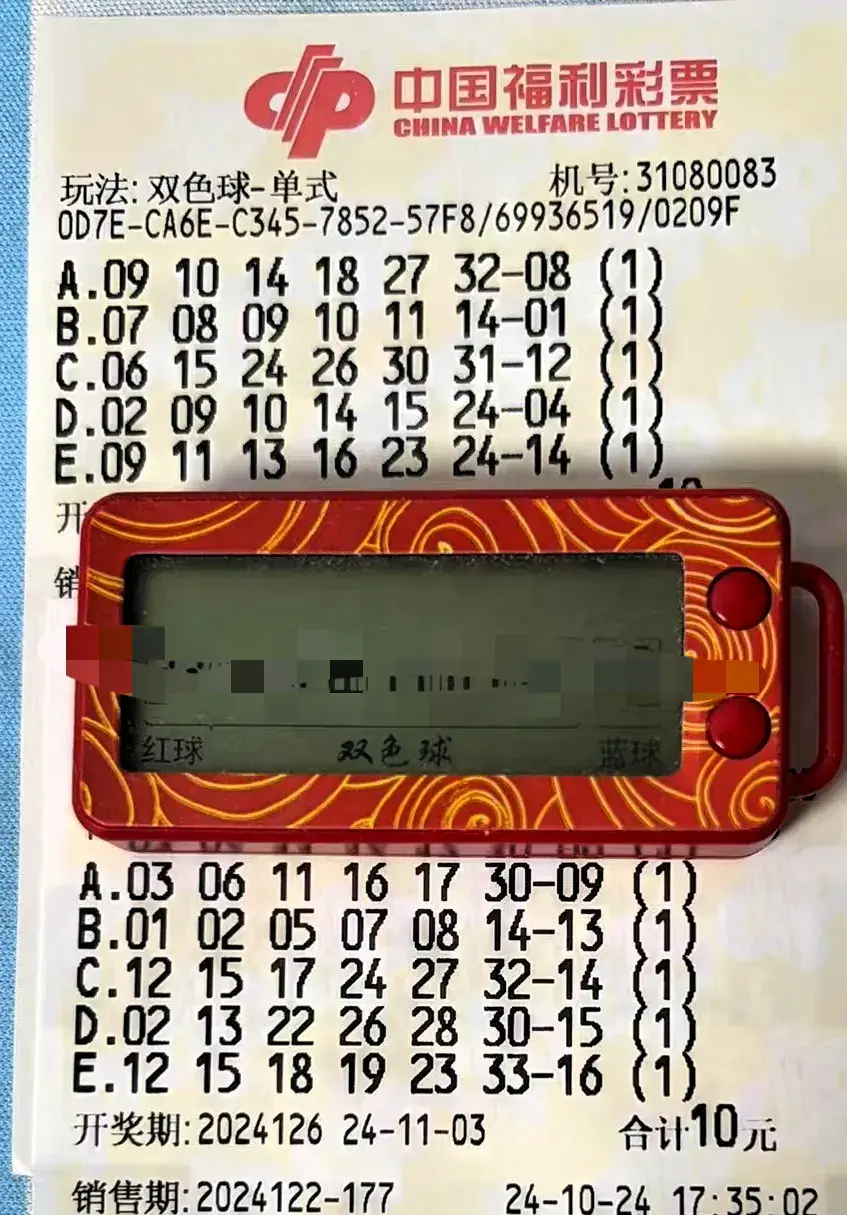 中国福利彩票
CHINA WELFARE LOTTERY
玩法: 双色球-单式 机号:31080083
0D7E-CA6E-C345-7852-57F8/69936519/0209F
A.09 10 14 18 27 32-08 (1)
B.07 08 09 10 11 14-01 (1)
C.06 15 24 26 30 31-12 (1)
D.02 09 10 14 15 24-04 (1)
E.09 11 13 16 23 24-14 (1)
开
销
红球 双色球 蓝球
A.03 06 11 16 17 30-09 (1)
B.01 02 05 07 08 14-13 (1)
C.12 15 17 24 27 32-14 (1)
D.02 13 22 26 28 30-15 (1)
E.12 15 18 19 23 33-16 (1)
开奖期:2024126 24-11-03 合计10元
销售期:2024122-177 24-10-24 17:35:02